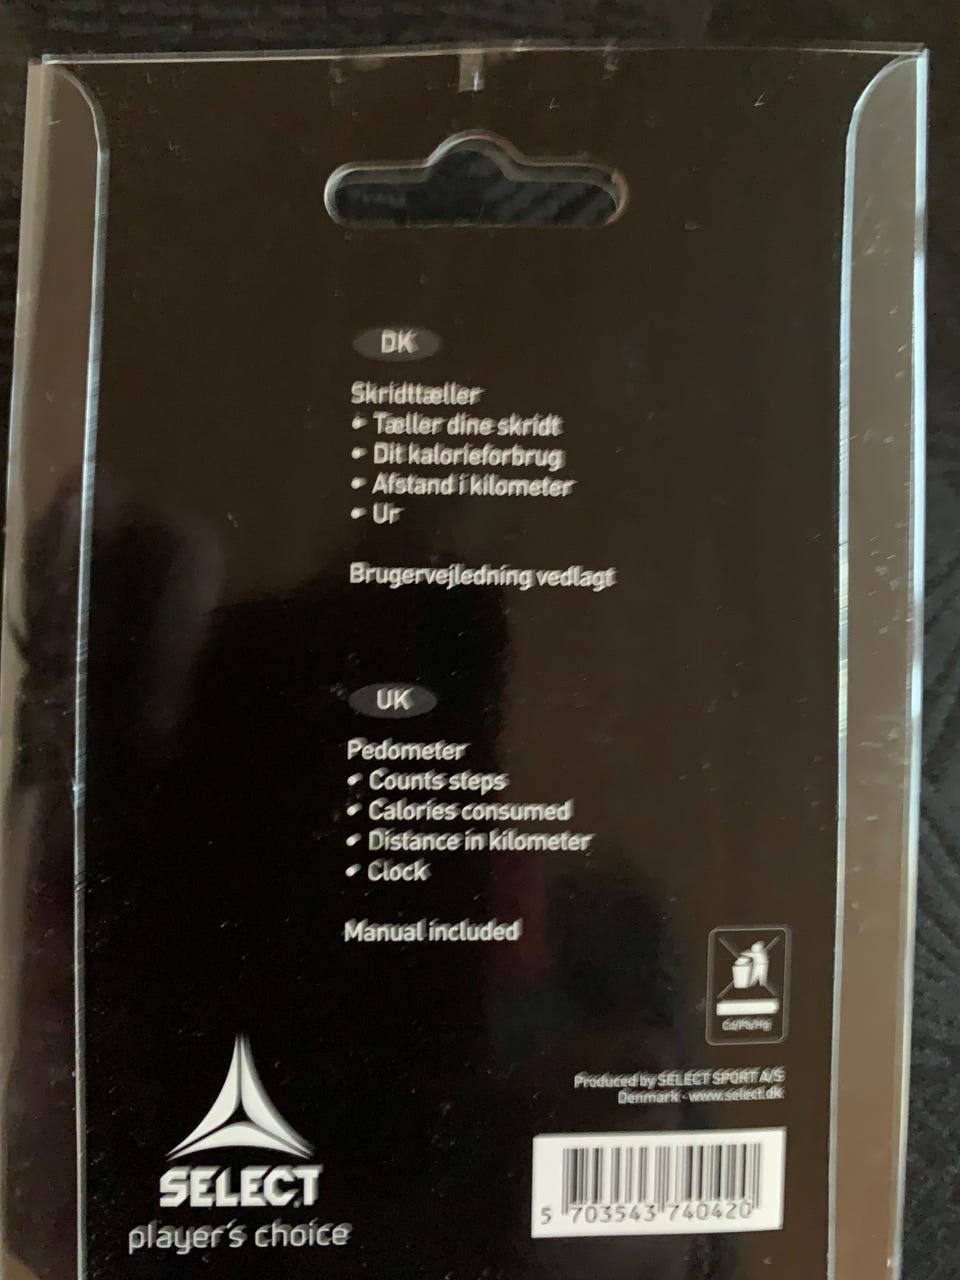 DK
Skridttæller
• Tæller dine skridt
• Dit kalorieforbrug
• Afstand i kilometer
• Ur
Brugervejledning vedlagt
UK
Pedometer
• Counts steps
• Calories consumed
• Distance in kilometer
• Clock
Manual included
Cd/Pb/Hg
Produced by SELECT SPORT A/S
Denmark - www.select.dk
SELECT
player's choice
5 703543 740420